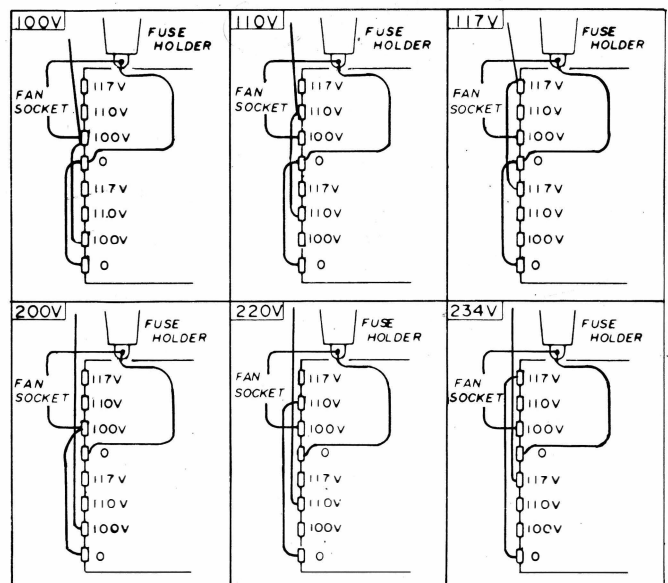 100V
FUSE
HOLDER
FAN
SOCKET
117V
110V
100V
0
117V
110V
100V
0
110V
FUSE
HOLDER
FAN
SOCKET
117V
110V
100V
0
117V
110V
100V
0
117V
FUSE
HOLDER
FAN
SOCKET
117V
110V
100V
0
117V
110V
100V
0
200V
FUSE
HOLDER
FAN
SOCKET
117V
110V
100V
0
117V
110V
100V
0
220V
FUSE
HOLDER
FAN
SOCKET
117V
110V
100V
0
117V
110V
100V
0
234V
FUSE
HOLDER
FAN
SOCKET
117V
110V
100V
0
117V
110V
100V
0